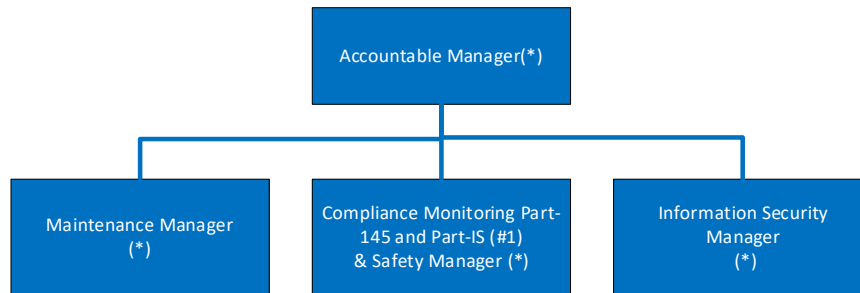 Accountable Manager(*)
Maintenance Manager
(*)
Compliance Monitoring Part-
145 and Part-IS (#1)
& Safety Manager (*)
Information Security
Manager
(*)